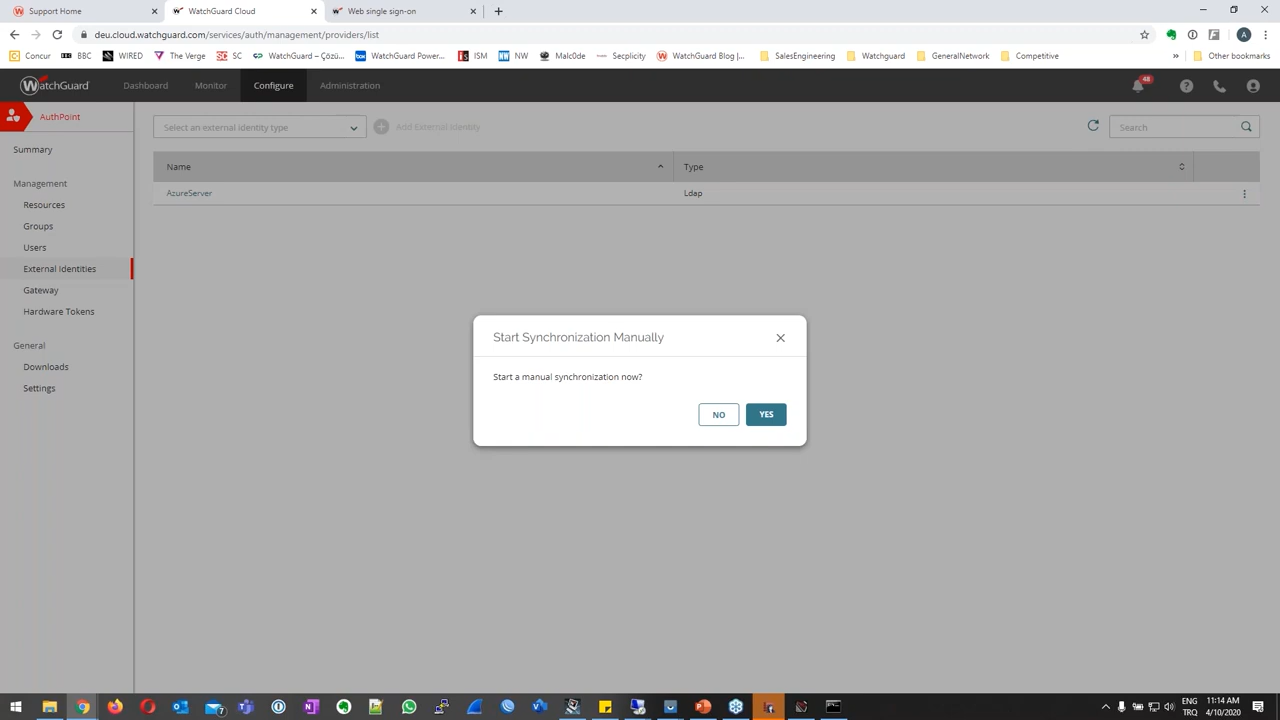 Support Home
WatchGuard Cloud
Web single sign-on
deu.cloud.watchguard.com/services/auth/management/providers/list
Concur
BBC
WIRED
The Verge
SC
WatchGuard – Çözü...
WatchGuard Power...
ISM
NW
Malc0de
Secplicity
WatchGuard Blog |...
SalesEngineering
Watchguard
GeneralNetwork
Competitive
»
Other bookmarks
WatchGuard
Dashboard
Monitor
Configure
Administration
48
AuthPoint
Summary
Management
Resources
Groups
Users
External Identities
Gateway
Hardware Tokens
General
Downloads
Settings
Select an external identity type
Add External Identity
Search
Name
Type
AzureServer
Ldap
Start Synchronization Manually
Start a manual synchronization now?
NO
YES
ENG
TRQ
11:14 AM
4/10/2020